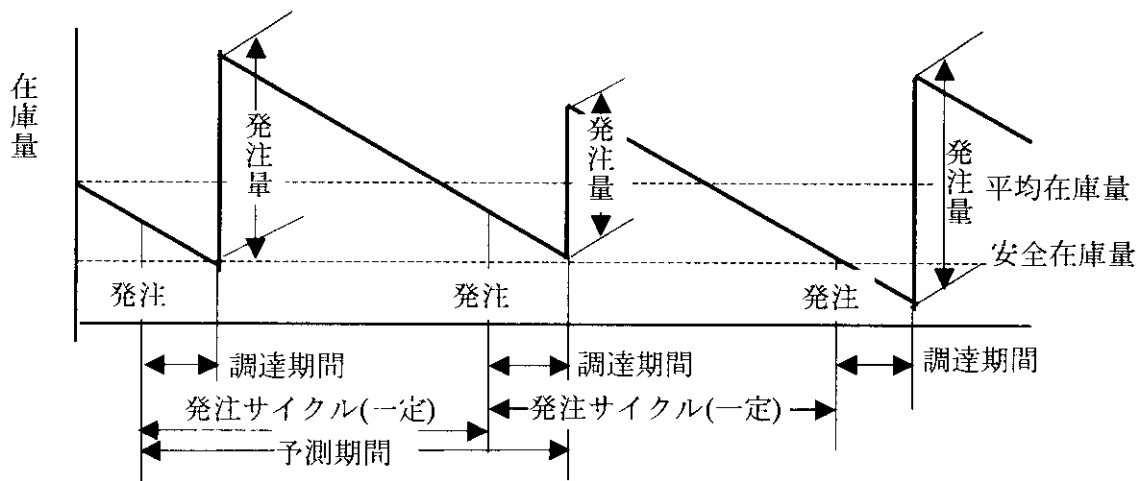 在庫量
発注量
発注量
発注量
平均在庫量
安全在庫量
発注
発注
発注
調達期間
調達期間
調達期間
発注サイクル(一定)
発注サイクル(一定)
予測期間